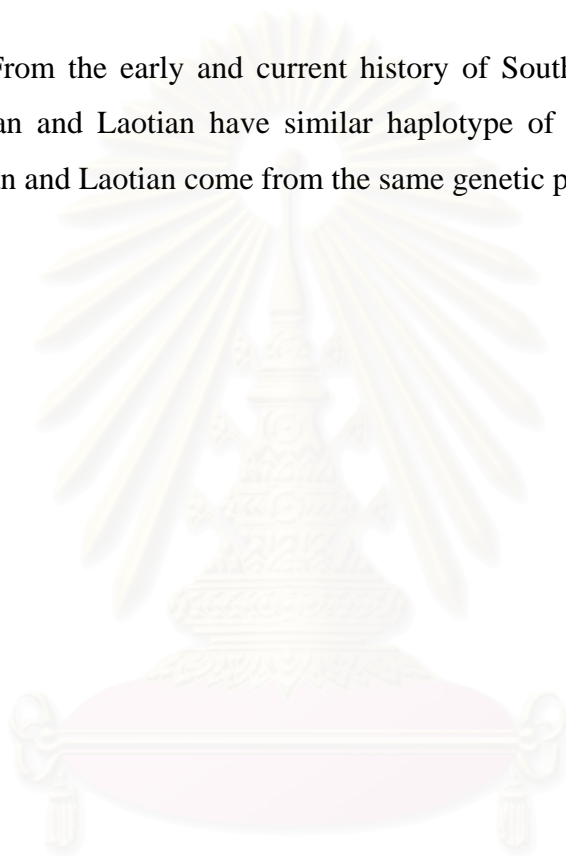 From the early and current history of South
an and Laotian have similar haplotype of
n and Laotian come from the same genetic p